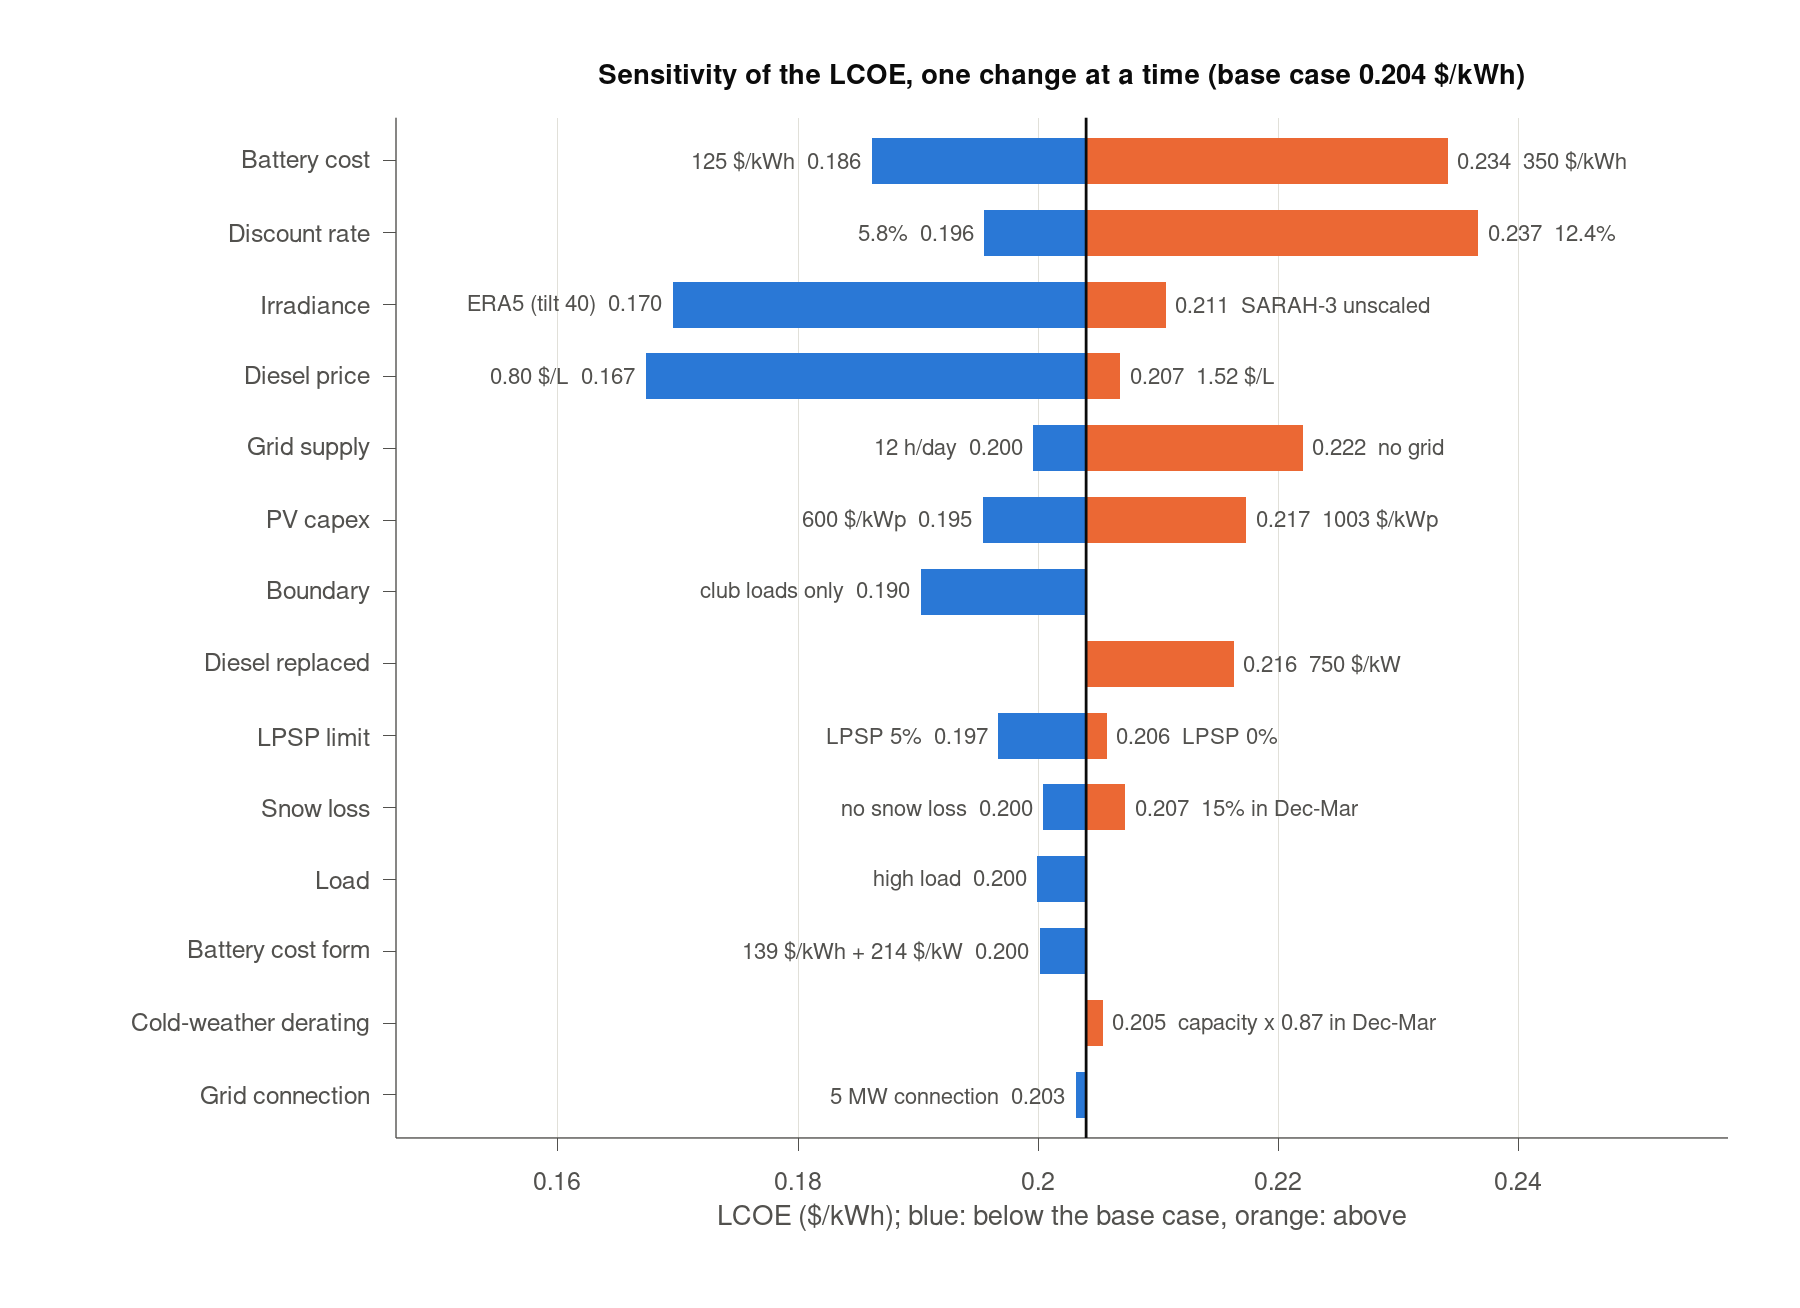 Sensitivity of the LCOE, one change at a time (base case 0.204 $/kWh)
Battery cost 125 $/kWh 0.186 0.234 350 $/kWh
Discount rate 5.8% 0.196 0.237 12.4%
Irradiance ERA5 (tilt 40) 0.170 0.211 SARAH-3 unscaled
Diesel price 0.80 $/L 0.167 0.207 1.52 $/L
Grid supply 12 h/day 0.200 0.222 no grid
PV capex 600 $/kWp 0.195 0.217 1003 $/kWp
Boundary club loads only 0.190
Diesel replaced 0.216 750 $/kW
LPSP limit LPSP 5% 0.197 0.206 LPSP 0%
Snow loss no snow loss 0.200 0.207 15% in Dec-Mar
Load high load 0.200
Battery cost form 139 $/kWh + 214 $/kW 0.200
Cold-weather derating 0.205 capacity x 0.87 in Dec-Mar
Grid connection 5 MW connection 0.203
0.16 0.18 0.2 0.22 0.24
LCOE ($/kWh); blue: below the base case, orange: above